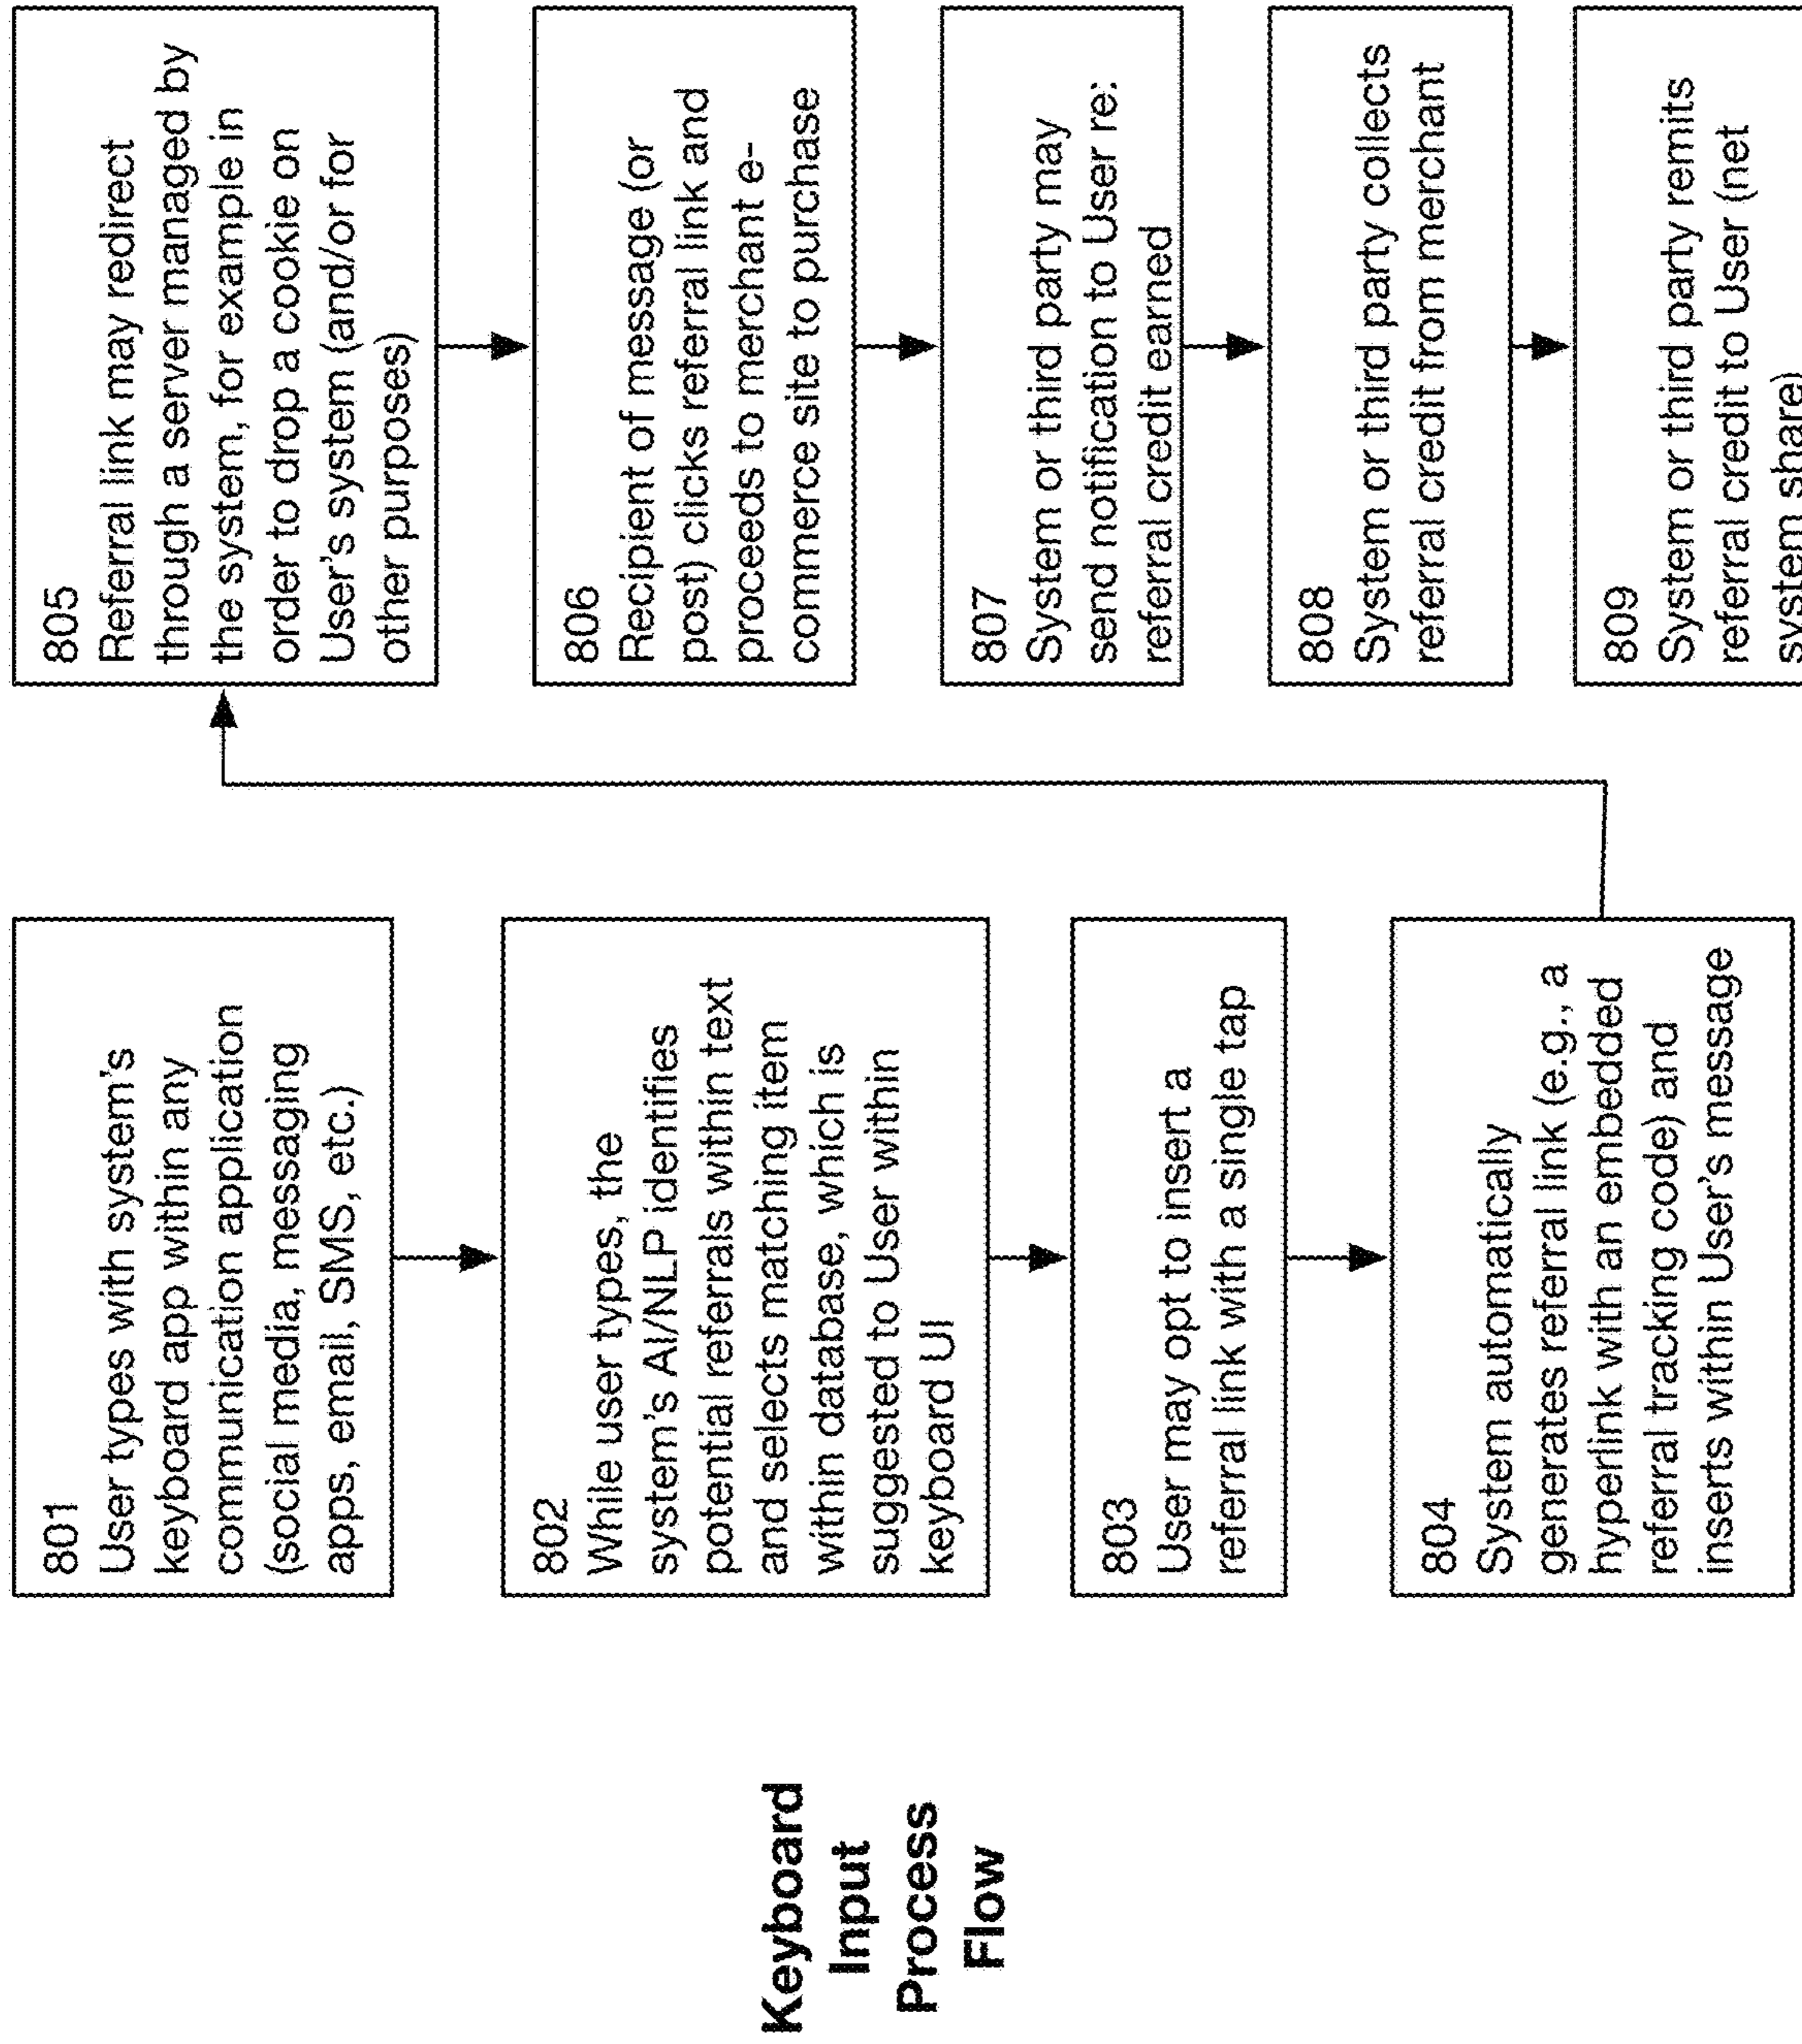 Keyboard
Input
Process
Flow
801
User types with system's
keyboard app within any
communication application
(social media, messaging
apps, email, SMS, etc.)
802
While user types, the
system's AI/NLP identifies
potential referrals within text
and selects matching item
within database, which is
suggested to User within
keyboard UI
803
User may opt to insert a
referral link with a single tap
804
System automatically
generates referral link (e.g., a
hyperlink with an embedded
referral tracking code) and
inserts within User's message
805
Referral link may redirect
through a server managed by
the system, for example in
order to drop a cookie on
User's system (and/or for
other purposes)
806
Recipient of message (or
post) clicks referral link and
proceeds to merchant e-
commerce site to purchase
807
System or third party may
send notification to User re:
referral credit earned
808
System or third party collects
referral credit from merchant
809
System or third party remits
referral credit to User (net
system share)